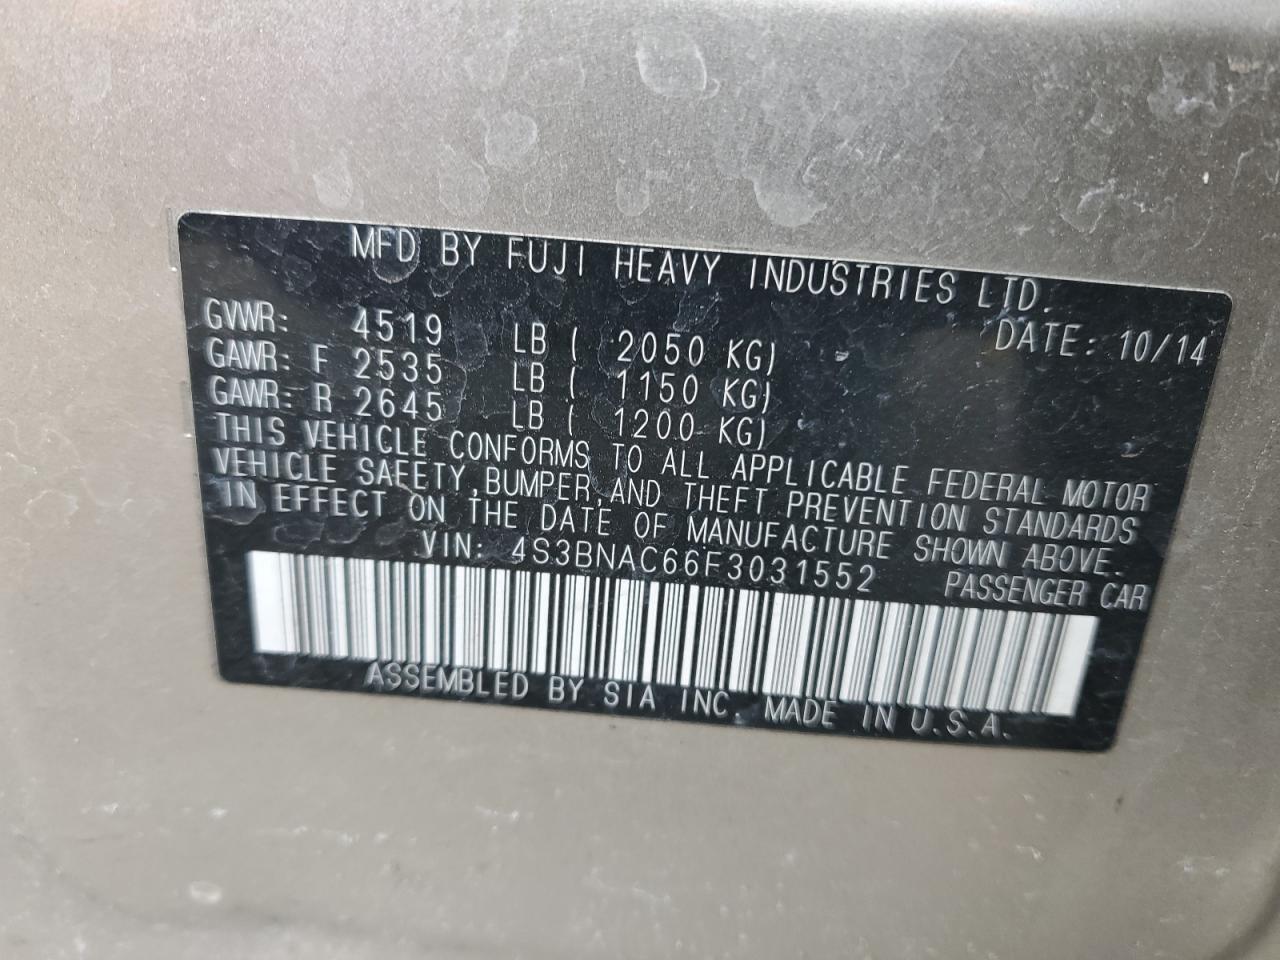 MFD BY FUJI HEAVY INDUSTRIES LTD.
DATE: 10/14
GVWR: 4519 LB ( 2050 KG)
GAWR: F 2535 LB ( 1150 KG)
GAWR: R 2645 LB ( 1200 KG)
THIS VEHICLE CONFORMS TO ALL APPLICABLE FEDERAL MOTOR
VEHICLE SAFETY,BUMPER,AND THEFT PREVENTION STANDARDS
IN EFFECT ON THE DATE OF MANUFACTURE SHOWN ABOVE.
VIN: 4S3BNAC66F3031552 PASSENGER CAR
ASSEMBLED BY SIA INC. MADE IN U.S.A.